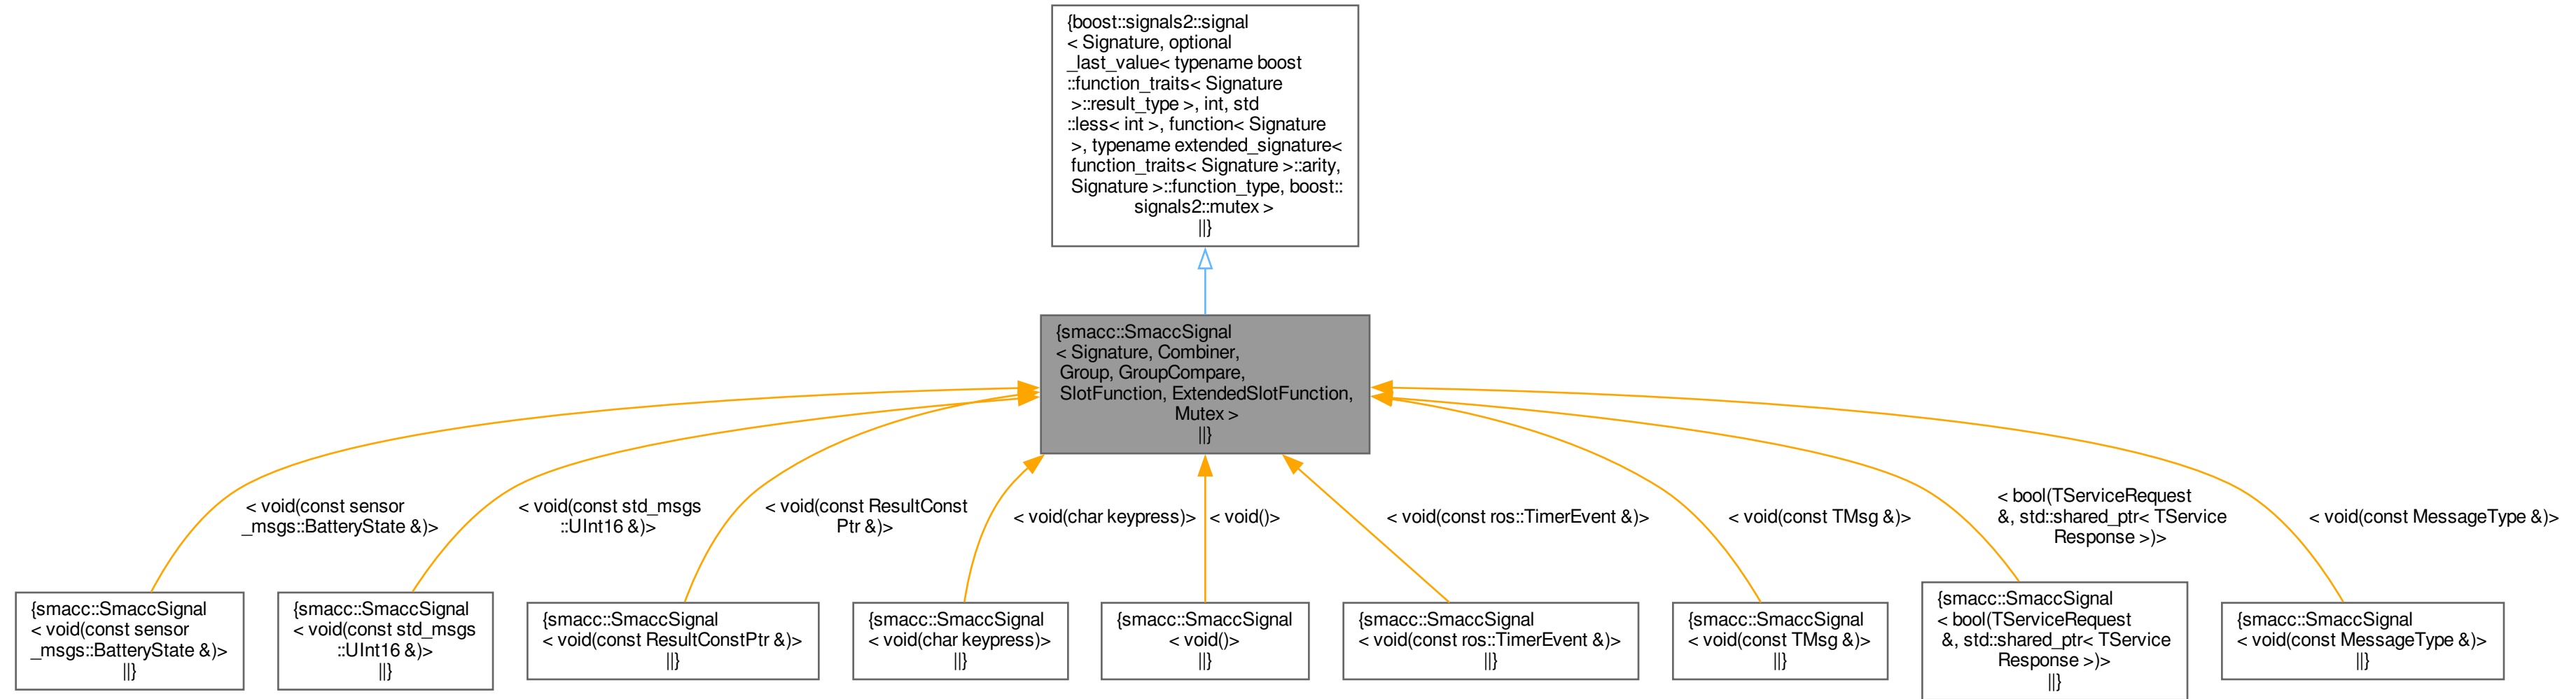 {boost::signals2::signal
< Signature, optional
_last_value< typename boost
::function_traits< Signature
>::result_type >, int, std
::less< int >, function< Signature
>, typename extended_signature<
function_traits< Signature >::arity,
Signature >::function_type, boost::
signals2::mutex >
||}
{smacc::SmaccSignal
< Signature, Combiner,
Group, GroupCompare,
SlotFunction, ExtendedSlotFunction,
Mutex >
||}
< void(const sensor
_msgs::BatteryState &)>
< void(const std_msgs
::UInt16 &)>
< void(const ResultConst
Ptr &)>
< void(char keypress)>
< void()>
< void(const ros::TimerEvent &)>
< void(const TMsg &)>
< bool(TServiceRequest
&, std::shared_ptr< TService
Response >)>
< void(const MessageType &)>
{smacc::SmaccSignal
< void(const sensor
_msgs::BatteryState &)>
||}
{smacc::SmaccSignal
< void(const std_msgs
::UInt16 &)>
||}
{smacc::SmaccSignal
< void(const ResultConstPtr &)>
||}
{smacc::SmaccSignal
< void(char keypress)>
||}
{smacc::SmaccSignal
< void()>
||}
{smacc::SmaccSignal
< void(const ros::TimerEvent &)>
||}
{smacc::SmaccSignal
< void(const TMsg &)>
||}
{smacc::SmaccSignal
< bool(TServiceRequest
&, std::shared_ptr< TService
Response >)>
||}
{smacc::SmaccSignal
< void(const MessageType &)>
||}